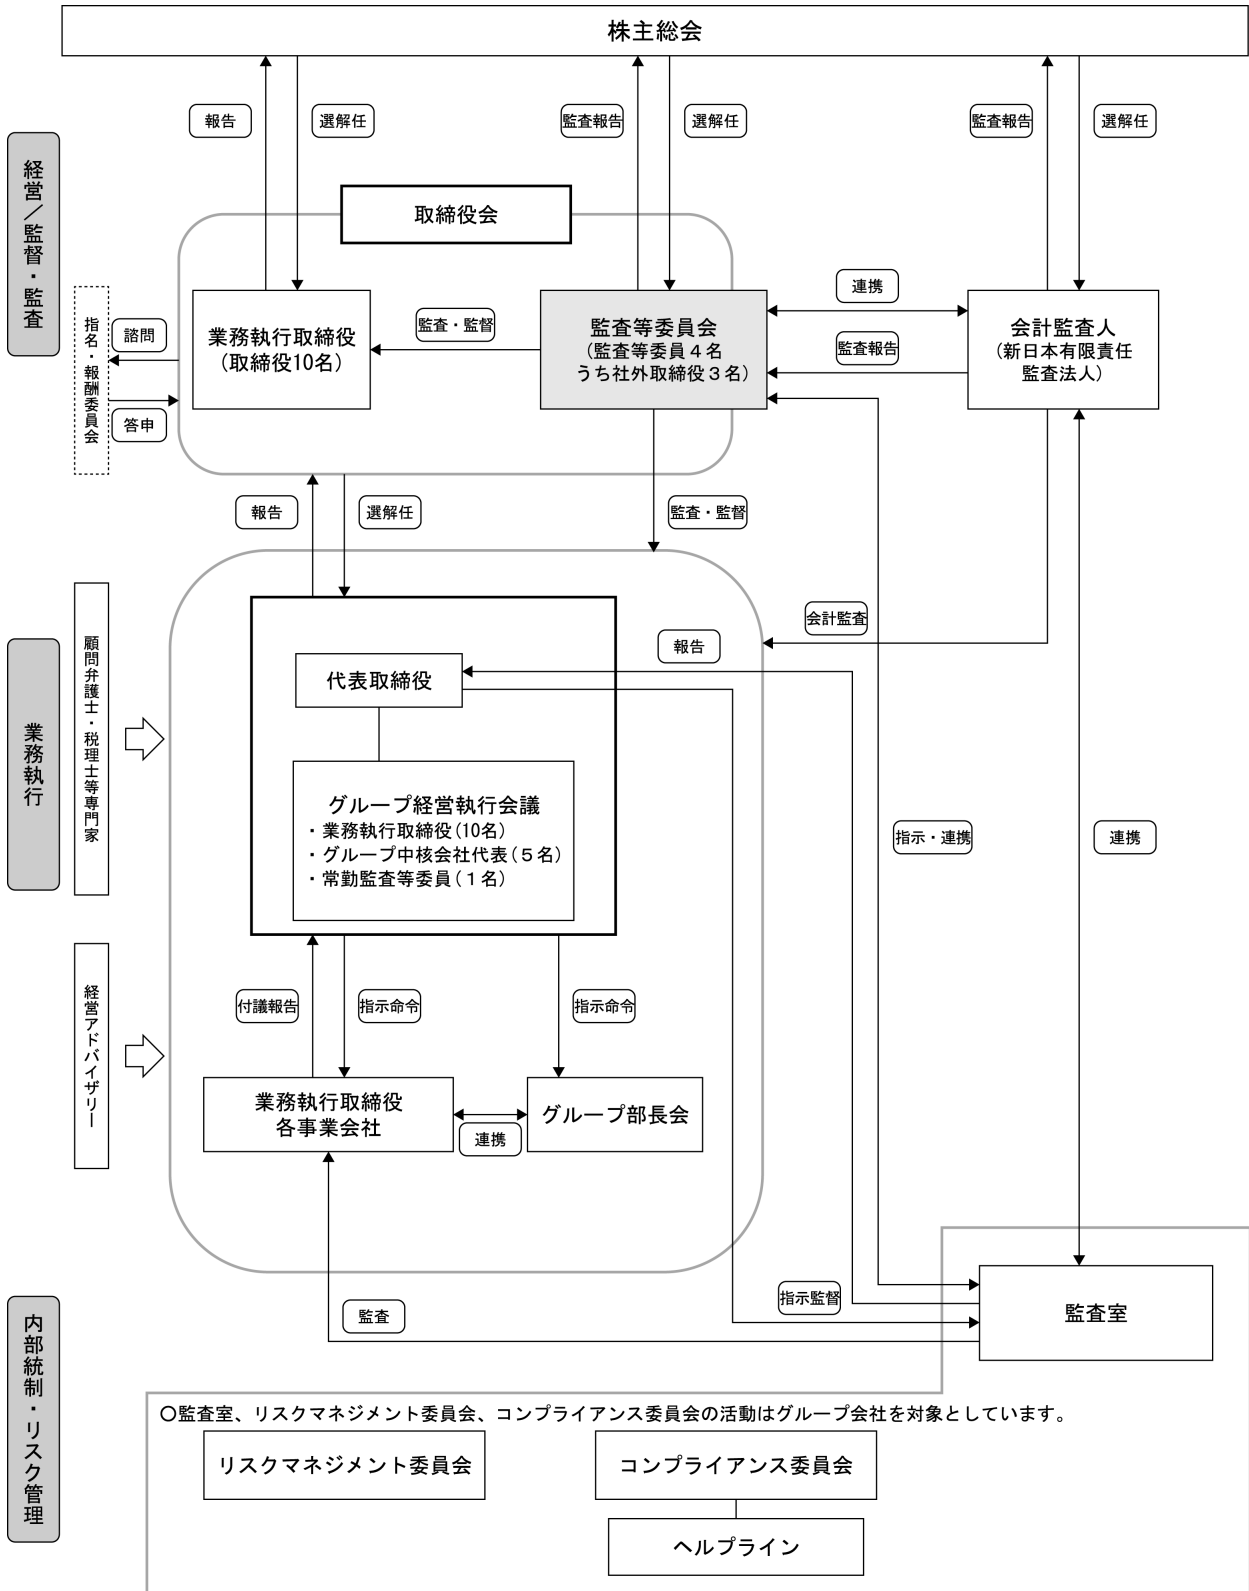 株主総会
報告
選解任
監査報告
選解任
監査報告
選解任
経営／監督・監査
取締役会
指名・報酬委員会
諮問
答申
業務執行取締役
(取締役10名)
監査・監督
監査等委員会
(監査等委員４名
うち社外取締役３名)
連携
監査報告
会計監査人
(新日本有限責任
監査法人)
報告
選解任
監査・監督
業務執行
顧問弁護士・税理士等専門家
経営アドバイザリー
会計監査
報告
代表取締役
グループ経営執行会議
・業務執行取締役(10名)
・グループ中核会社代表(５名)
・常勤監査等委員(１名)
指示・連携
連携
付議報告
指示命令
指示命令
業務執行取締役
各事業会社
連携
グループ部長会
内部統制・リスク管理
監査
指示監督
監査室
〇監査室、リスクマネジメント委員会、コンプライアンス委員会の活動はグループ会社を対象としています。
リスクマネジメント委員会
コンプライアンス委員会
ヘルプライン